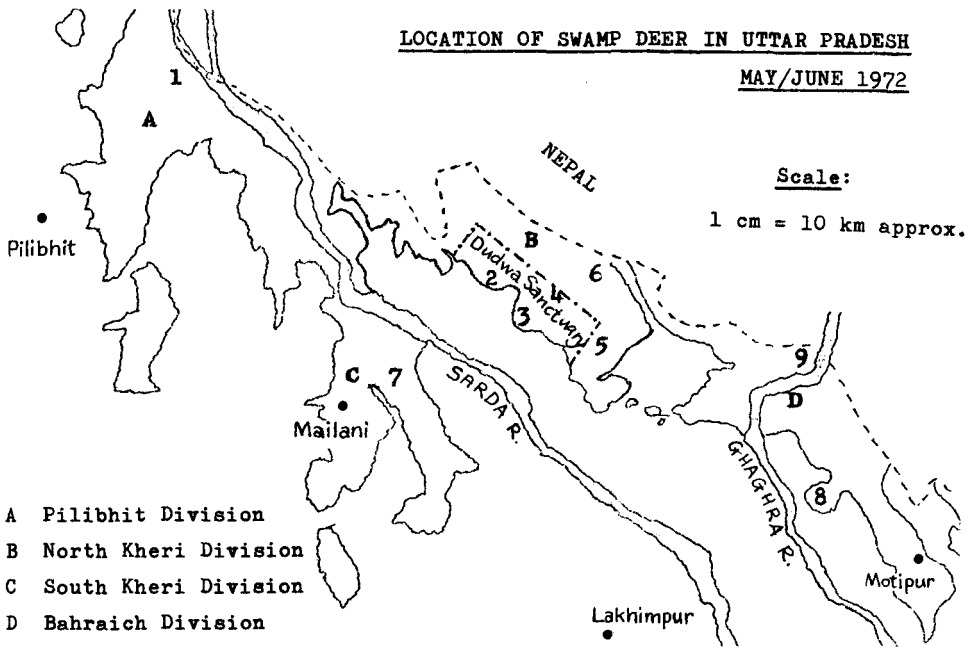 LOCATION OF SWAMP DEER IN UTTAR PRADESH
MAY/JUNE 1972
1
A
NEPAL
Scale:
1 cm = 10 km approx.
Pilibhit
B
Dudwa Sanctuary
6
2
4
3
5
9
C 7
D
Mailani
SARDA R.
GHAGHRA R.
8
A Pilibhit Division
B North Kheri Division
C South Kheri Division
D Bahraich Division
Motipur
Lakhimpur